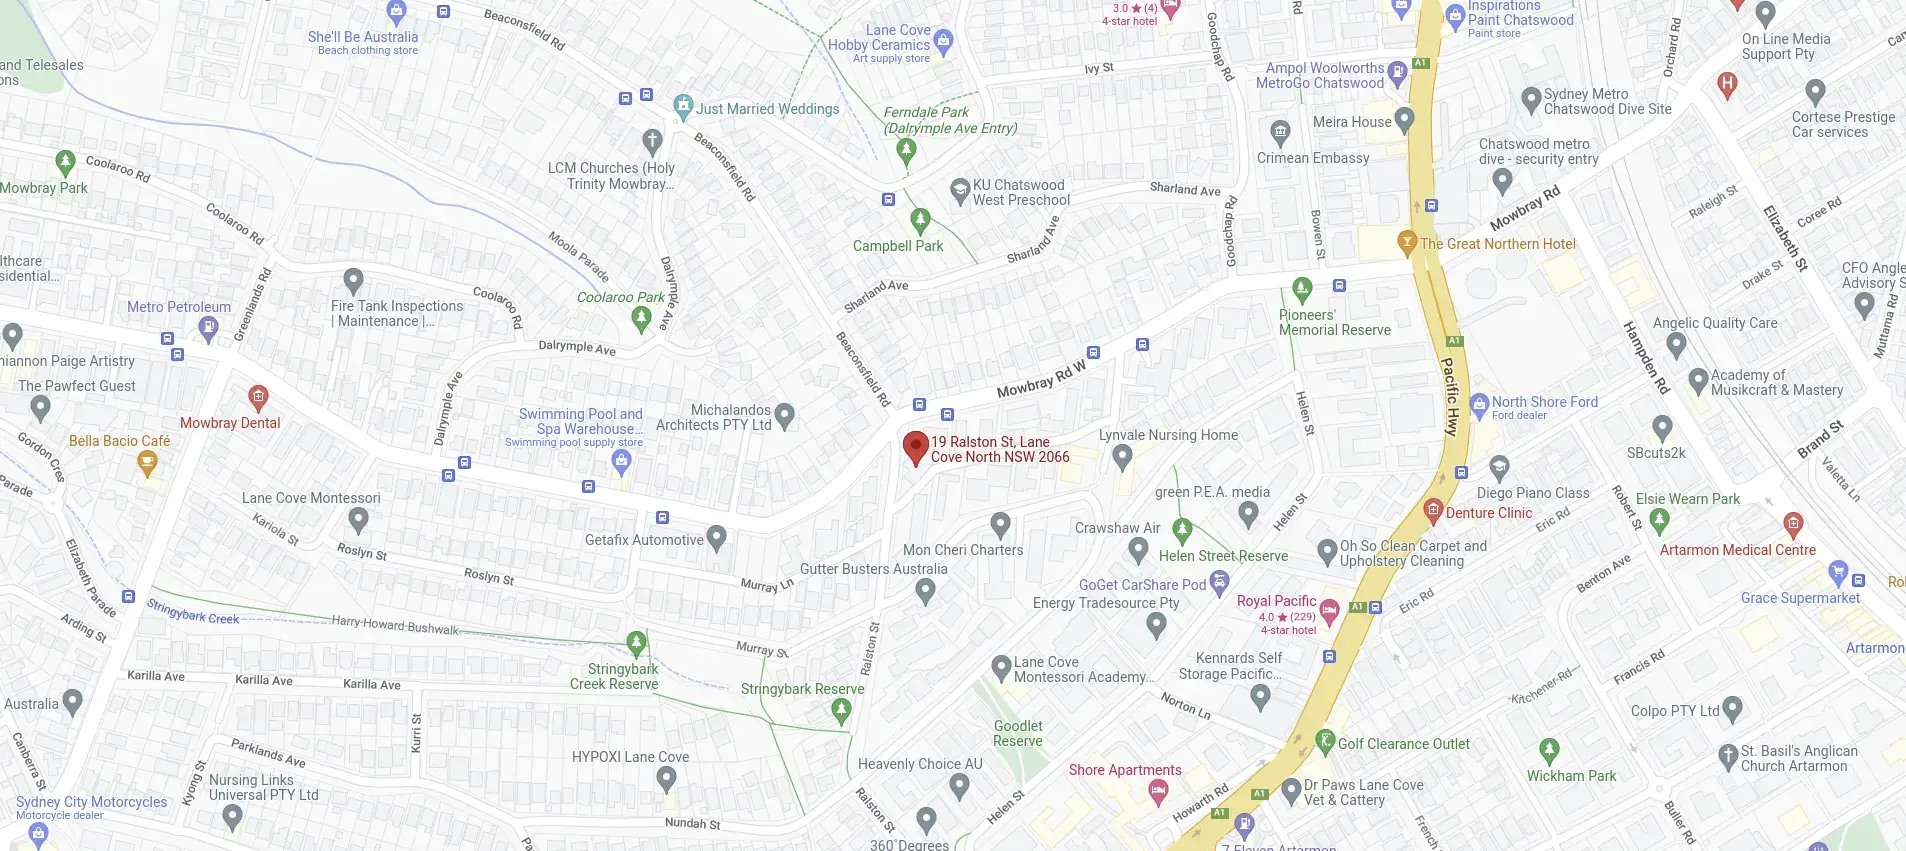 She'll Be Australia
Beach clothing store
Beaconsfield Rd
Lane Cove
Hobby Ceramics
Art supply store
3.0 ★ (4)
4-star hotel
Goodchap Rd
Rd
Inspirations
Paint Chatswood
Paint store
Orchard Rd
On Line Media
Support Pty
and Telesales
ons
Ivy St
Ampol Woolworths
MetroGo Chatswood
A1
Sydney Metro
Chatswood Dive Site
H
Cortese Prestige
Car services
Just Married Weddings
Ferndale Park
(Dalrymple Ave Entry)
Meira House
Crimean Embassy
Chatswood metro
dive - security entry
LCM Churches (Holy
Trinity Mowbray...
Beaconsfield Rd
KU Chatswood
West Preschool
Sharland Ave
Mowbray Park
Coolaroo Rd
Coolaroo Rd
Campbell Park
Sharland Ave
Goodchap Rd
Bowen St
Mowbray Rd
Raleigh St
Elizabeth St
Coree Rd
The Great Northern Hotel
Drake St
CFO Angle
Advisory S
lthcare
sidential...
Moola Parade
Dalrymple Ave
Sharland Ave
Metro Petroleum
Greenlands Rd
Fire Tank Inspections
| Maintenance |...
Coolaroo Rd
Coolaroo Park
Pioneers'
Memorial Reserve
A1
Hampden Rd
Angelic Quality Care
Muttama Rd
Dalrymple Ave
Beaconsfield Rd
hiannon Paige Artistry
The Pawfect Guest
Mowbray Dental
Dalrymple Ave
Mowbray Rd W
Pacific Hwy
Academy of
Musikcraft & Mastery
Swimming Pool and
Spa Warehouse...
Swimming pool supply store
Michalandos
Architects PTY Ltd
Helen St
North Shore Ford
Ford dealer
Bella Bacio Café
Gordon Cres
Parade
19 Ralston St, Lane
Cove North NSW 2066
Lynvale Nursing Home
SBcuts2k
Brand St
Valetta Ln
Lane Cove Montessori
Kariola St
green P.E.A. media
Helen St
Diego Piano Class
Denture Clinic
Eric Rd
Robert St
Elsie Wearn Park
Artarmon Medical Centre
Getafix Automotive
Mon Cheri Charters
Crawshaw Air
Helen Street Reserve
Oh So Clean Carpet and
Upholstery Cleaning
Elizabeth Parade
Roslyn St
Roslyn St
Murray Ln
Gutter Busters Australia
GoGet CarShare Pod
Energy Tradesource Pty
Royal Pacific
4.0 ★ (229)
4-star hotel
A1
Eric Rd
Benton Ave
Grace Supermarket
Stringybark Creek
Harry Howard Bushwalk
Arding St
Murray St
Ralston St
Stringybark
Creek Reserve
Karilla Ave
Karilla Ave
Karilla Ave
Stringybark Reserve
Lane Cove
Montessori Academy...
Kennards Self
Storage Pacific...
Francis Rd
Artarmon
Kitchener Rd
Australia
Kurri St
Norton Ln
Goodlet
Reserve
Colpo PTY Ltd
Canberra St
Parklands Ave
Kyong St
Golf Clearance Outlet
Wickham Park
St. Basil's Anglican
Church Artarmon
HYPOXI Lane Cove
Heavenly Choice AU
Shore Apartments
Nursing Links
Universal PTY Ltd
Dr Paws Lane Cove
Vet & Cattery
A1
A1
Howarth Rd
Sydney City Motorcycles
Motorcycle dealer
Nundah St
Ralston St
Helen St
Buller Rd
French
360°Degrees
7 Eleven Artarmon